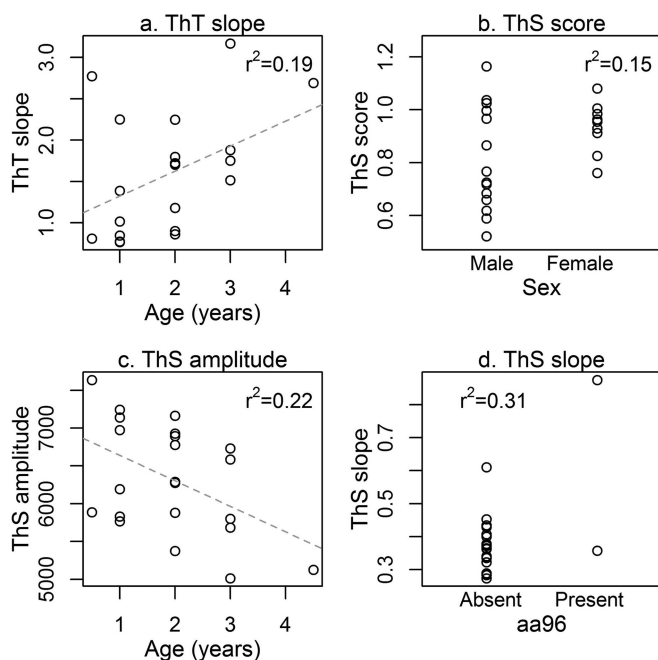 a. ThT slope
r²=0.19
ThT slope
3.0
2.0
1.0
1 2 3 4
Age (years)
b. ThS score
r²=0.15
ThS score
1.2
1.0
0.8
0.6
Male Female
Sex
c. ThS amplitude
r²=0.22
ThS amplitude
7000
6000
5000
1 2 3 4
Age (years)
d. ThS slope
r²=0.31
ThS slope
0.7
0.5
0.3
Absent Present
aa96